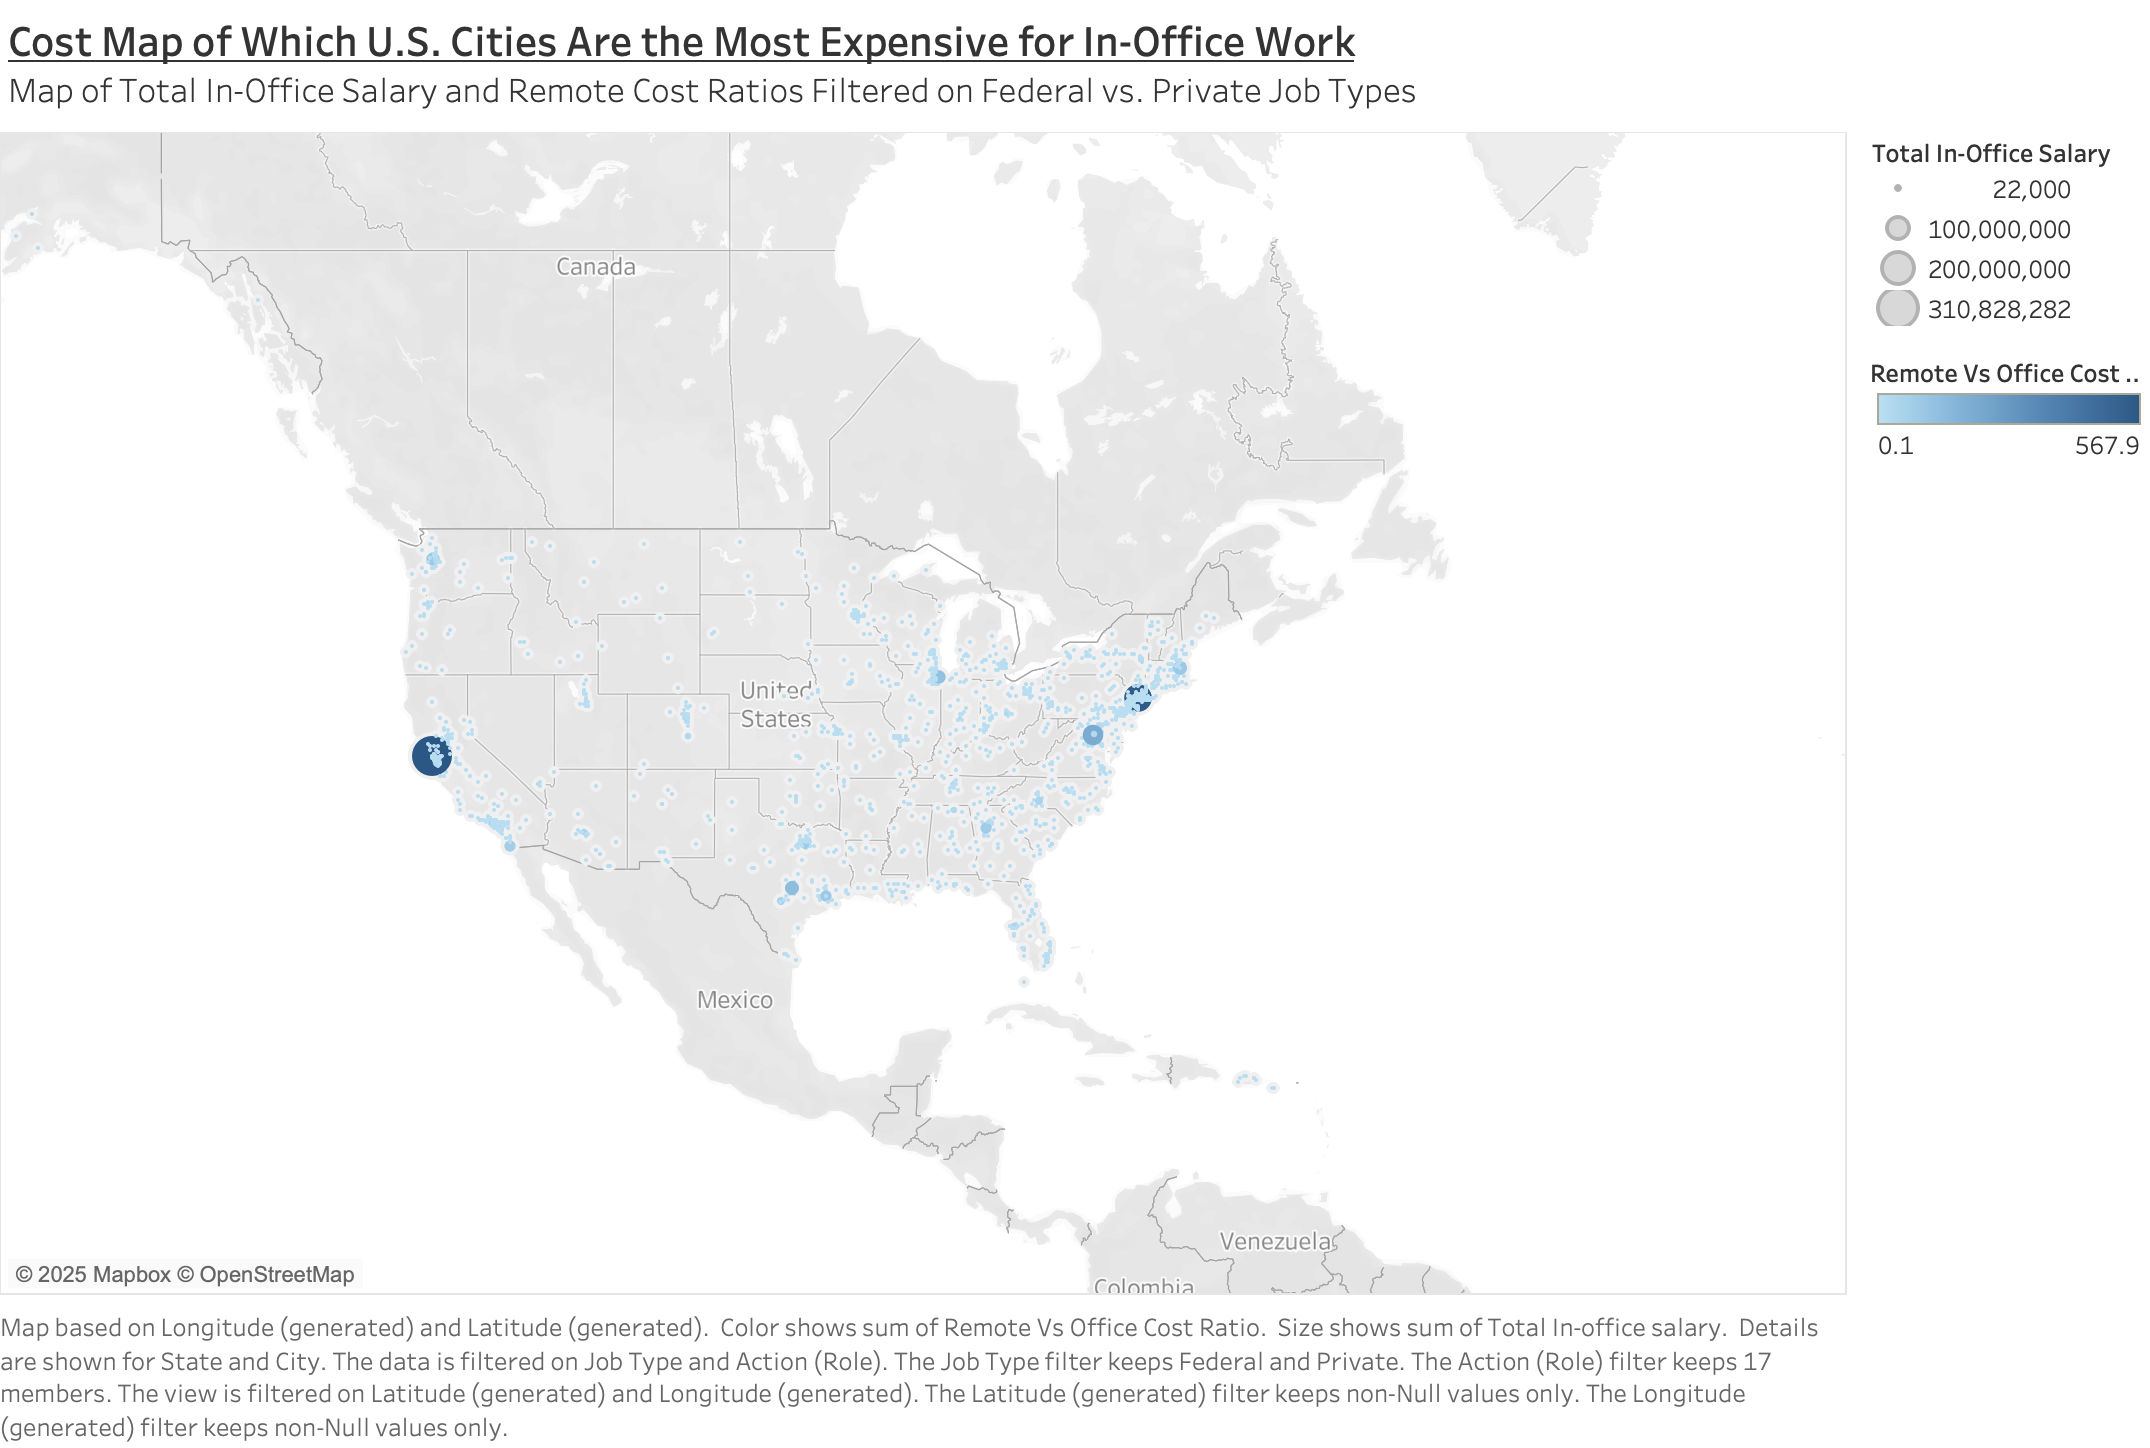 Cost Map of Which U.S. Cities Are the Most Expensive for In-Office Work
Map of Total In-Office Salary and Remote Cost Ratios Filtered on Federal vs. Private Job Types
Total In-Office Salary
22,000
100,000,000
200,000,000
310,828,282
Remote Vs Office Cost ..
0.1 567.9
Canada
United
States
Mexico
Venezuela
Colombia
© 2025 Mapbox © OpenStreetMap
Map based on Longitude (generated) and Latitude (generated).  Color shows sum of Remote Vs Office Cost Ratio.  Size shows sum of Total In-office salary.  Details
are shown for State and City. The data is filtered on Job Type and Action (Role). The Job Type filter keeps Federal and Private. The Action (Role) filter keeps 17
members. The view is filtered on Latitude (generated) and Longitude (generated). The Latitude (generated) filter keeps non-Null values only. The Longitude
(generated) filter keeps non-Null values only.